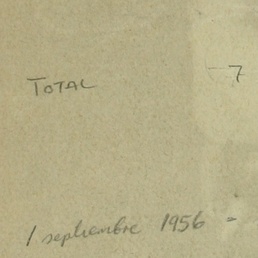 TOTAL - 7
1 septiembre 1956 -